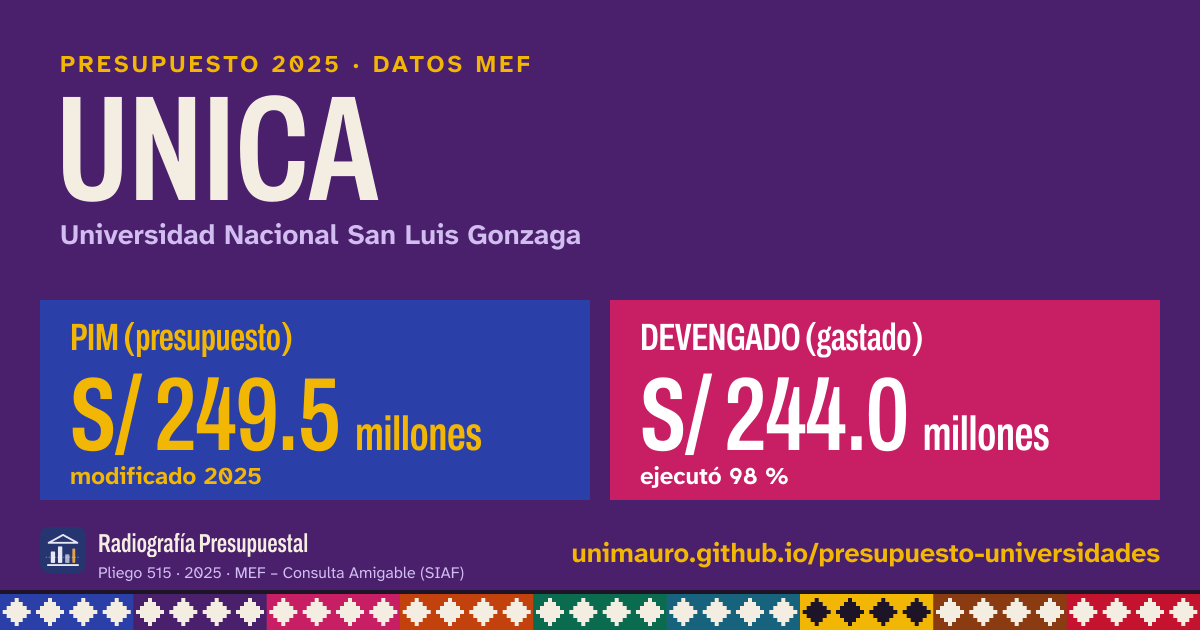 PRESUPUESTO 2025 · DATOS MEF
UNICA
Universidad Nacional San Luis Gonzaga
PIM (presupuesto)
S/ 249.5 millones
modificado 2025
DEVENGADO (gastado)
S/ 244.0 millones
ejecutó 98 %
Radiografía Presupuestal
Pliego 515 · 2025 · MEF – Consulta Amigable (SIAF)
unimauro.github.io/presupuesto-universidades